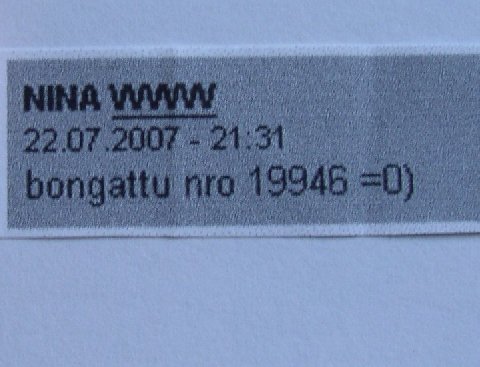 NINA WWW
22.07.2007 - 21:31
bongattu nro 19946 =0)